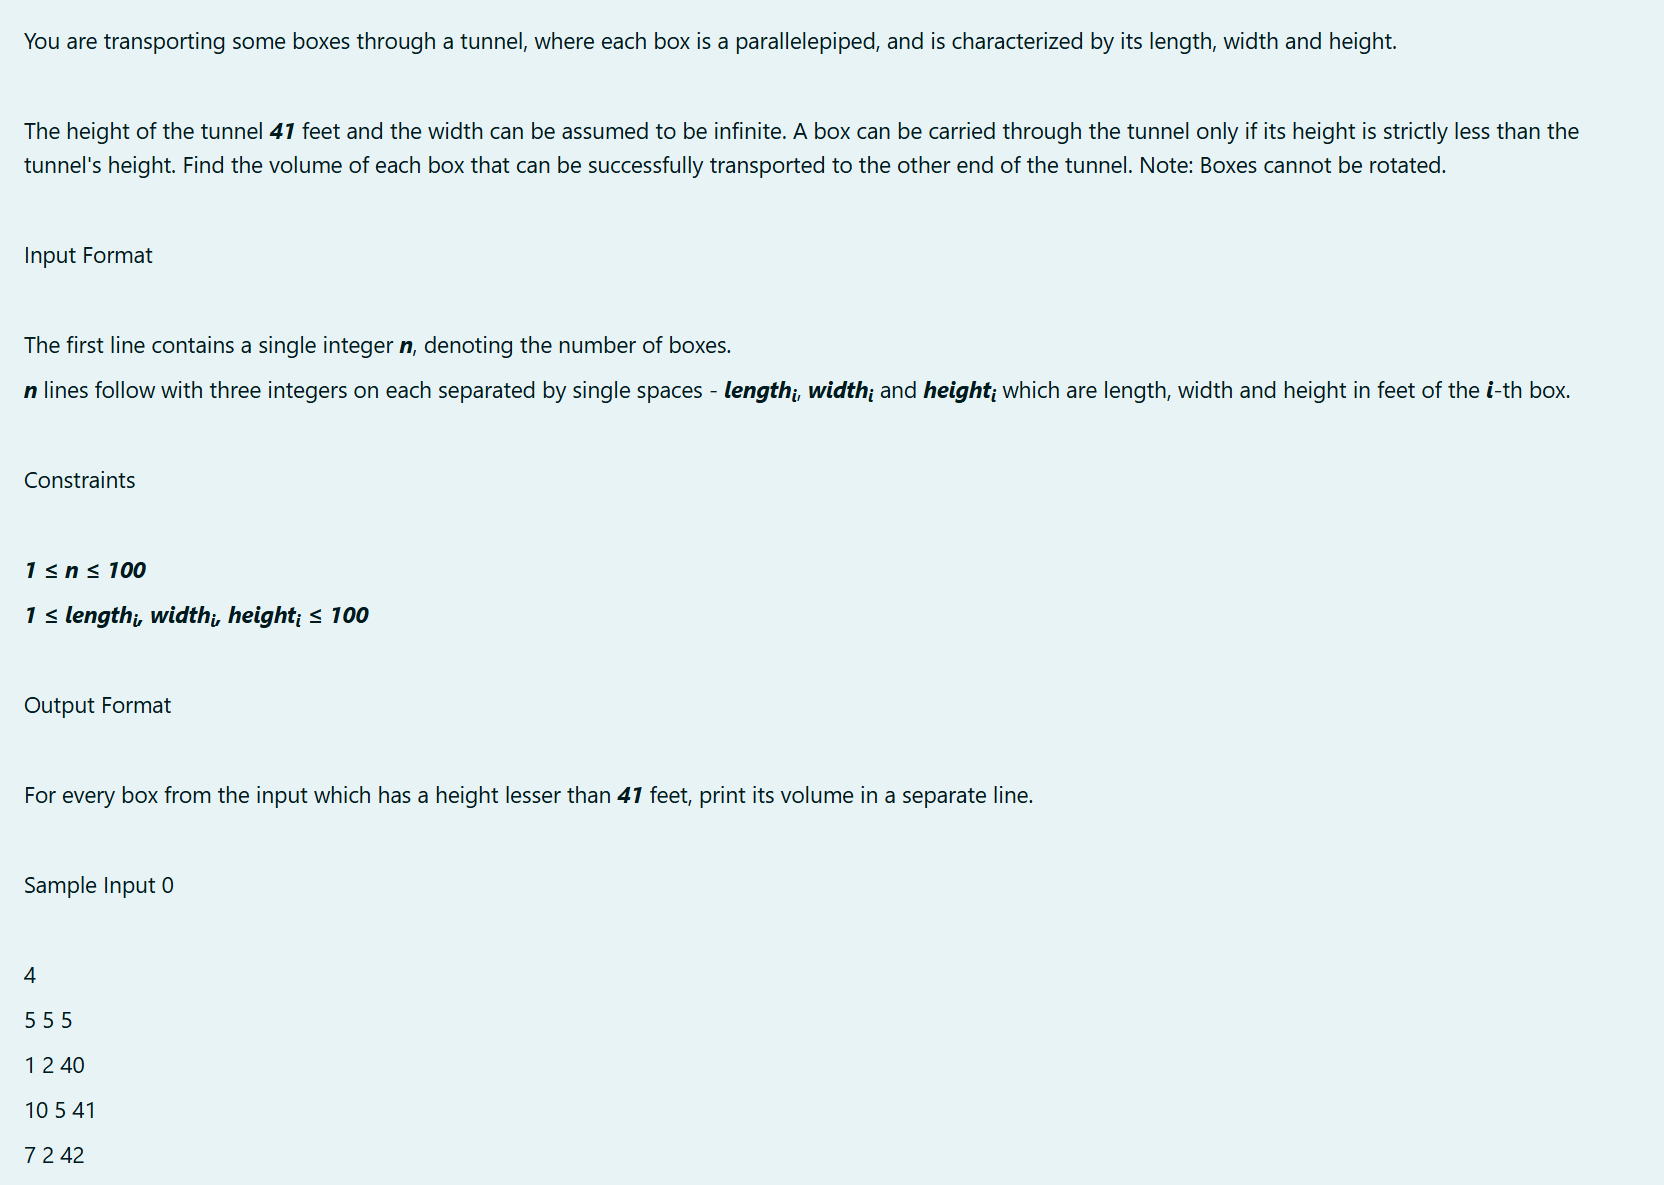 You are transporting some boxes through a tunnel, where each box is a parallelepiped, and is characterized by its length, width and height.
The height of the tunnel 41 feet and the width can be assumed to be infinite. A box can be carried through the tunnel only if its height is strictly less than the
tunnel's height. Find the volume of each box that can be successfully transported to the other end of the tunnel. Note: Boxes cannot be rotated.
Input Format
The first line contains a single integer n, denoting the number of boxes.
n lines follow with three integers on each separated by single spaces - lengthᵢ, widthᵢ and heightᵢ which are length, width and height in feet of the i-th box.
Constraints
1 ≤ n ≤ 100
1 ≤ lengthᵢ, widthᵢ, heightᵢ ≤ 100
Output Format
For every box from the input which has a height lesser than 41 feet, print its volume in a separate line.
Sample Input 0
4
5 5 5
1 2 40
10 5 41
7 2 42